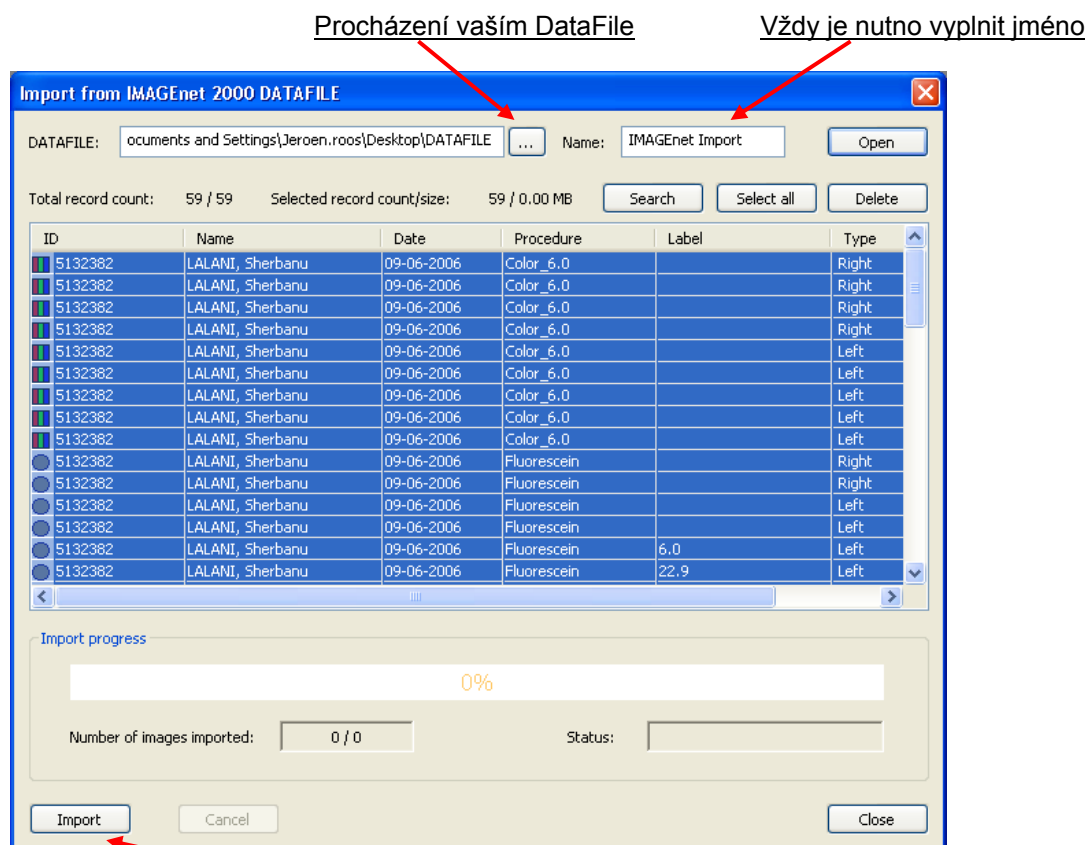 Procházení vaším DataFile Vždy je nutno vyplnit jméno
Import from IMAGEnet 2000 DATAFILE
DATAFILE: ocuments and Settings\Jeroen.roos\Desktop\DATAFILE ... Name: IMAGEnet Import Open
Total record count: 59 / 59 Selected record count/size: 59 / 0.00 MB Search Select all Delete
ID Name Date Procedure Label Type
5132382 LALANI, Sherbanu 09-06-2006 Color_6.0 Right
5132382 LALANI, Sherbanu 09-06-2006 Color_6.0 Right
5132382 LALANI, Sherbanu 09-06-2006 Color_6.0 Right
5132382 LALANI, Sherbanu 09-06-2006 Color_6.0 Right
5132382 LALANI, Sherbanu 09-06-2006 Color_6.0 Left
5132382 LALANI, Sherbanu 09-06-2006 Color_6.0 Left
5132382 LALANI, Sherbanu 09-06-2006 Color_6.0 Left
5132382 LALANI, Sherbanu 09-06-2006 Color_6.0 Left
5132382 LALANI, Sherbanu 09-06-2006 Color_6.0 Left
5132382 LALANI, Sherbanu 09-06-2006 Fluorescein Right
5132382 LALANI, Sherbanu 09-06-2006 Fluorescein Right
5132382 LALANI, Sherbanu 09-06-2006 Fluorescein Left
5132382 LALANI, Sherbanu 09-06-2006 Fluorescein Left
5132382 LALANI, Sherbanu 09-06-2006 Fluorescein 6.0 Left
5132382 LALANI, Sherbanu 09-06-2006 Fluorescein 22.9 Left
Import progress
0%
Number of images imported: 0 / 0 Status:
Import Cancel Close